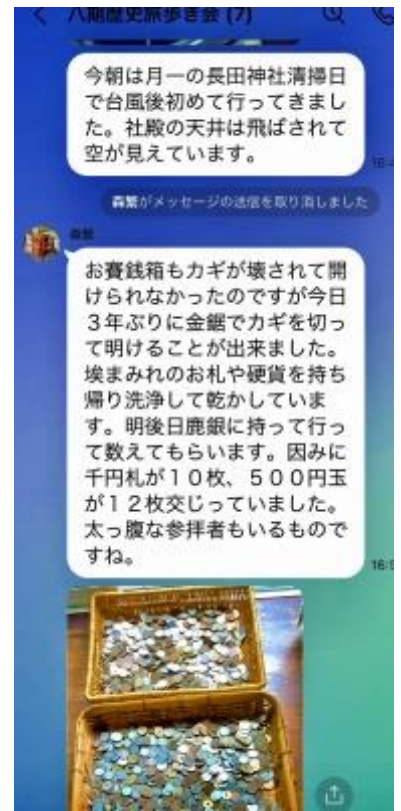 八期歴史旅歩き会 (7)
今朝は月一の長田神社清掃日
で台風後初めて行ってきまし
た。社殿の天井は飛ばされて
空が見えています。
森繁がメッセージの送信を取り消しました
森繁
お賽銭箱もカギが壊されて開
けられなかったのですが今日
3年ぶりに金鋸でカギを切っ
て明けることが出来ました。
埃まみれのお札や硬貨を持ち
帰り洗浄して乾かしていま
す。明後日鹿銀に持って行っ
て数えてもらいます。因みに
千円札が10枚、500円玉
が12枚交じっていました。
太っ腹な参拝者もいるもので
すね。